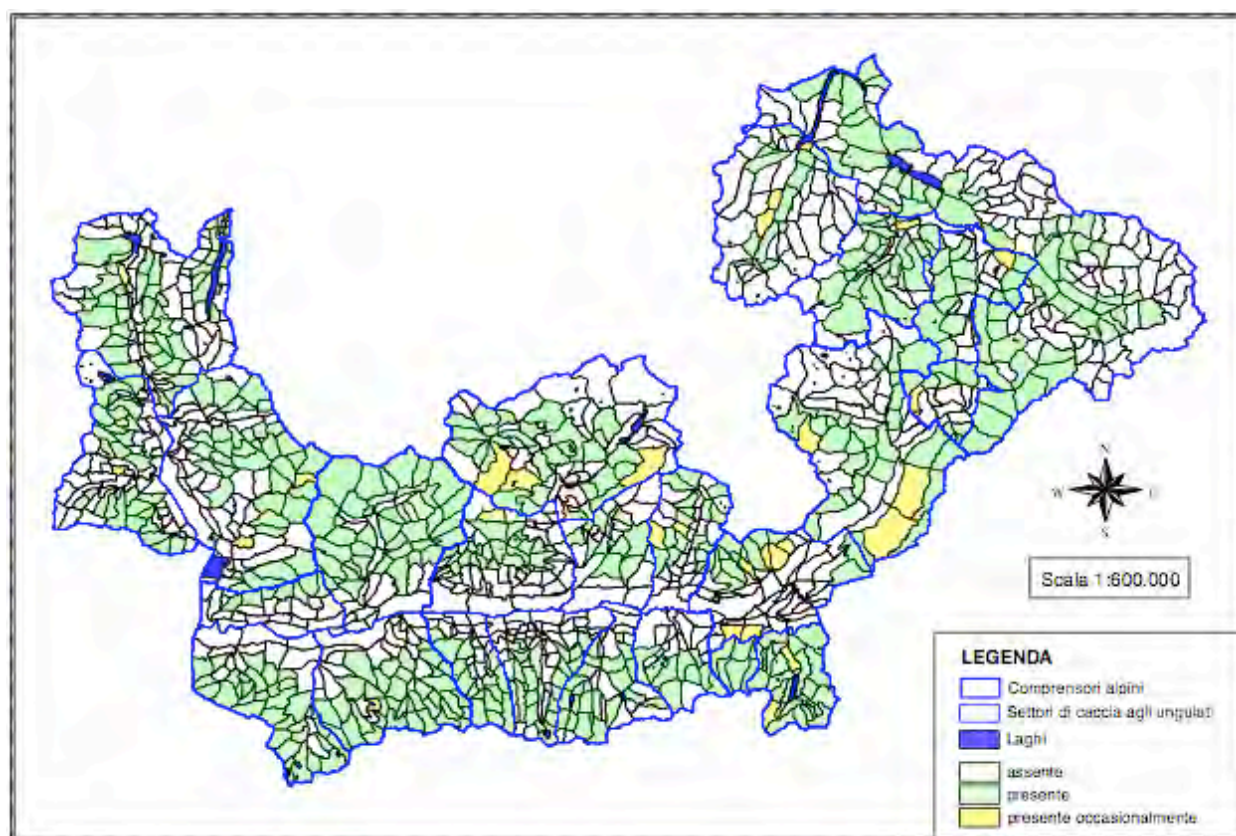 N
W
S
Scala 1:600.000
LEGENDA
Comprensori alpini
Settori di caccia agli ungulati
Laghi
assente
presente
presente occasionalmente